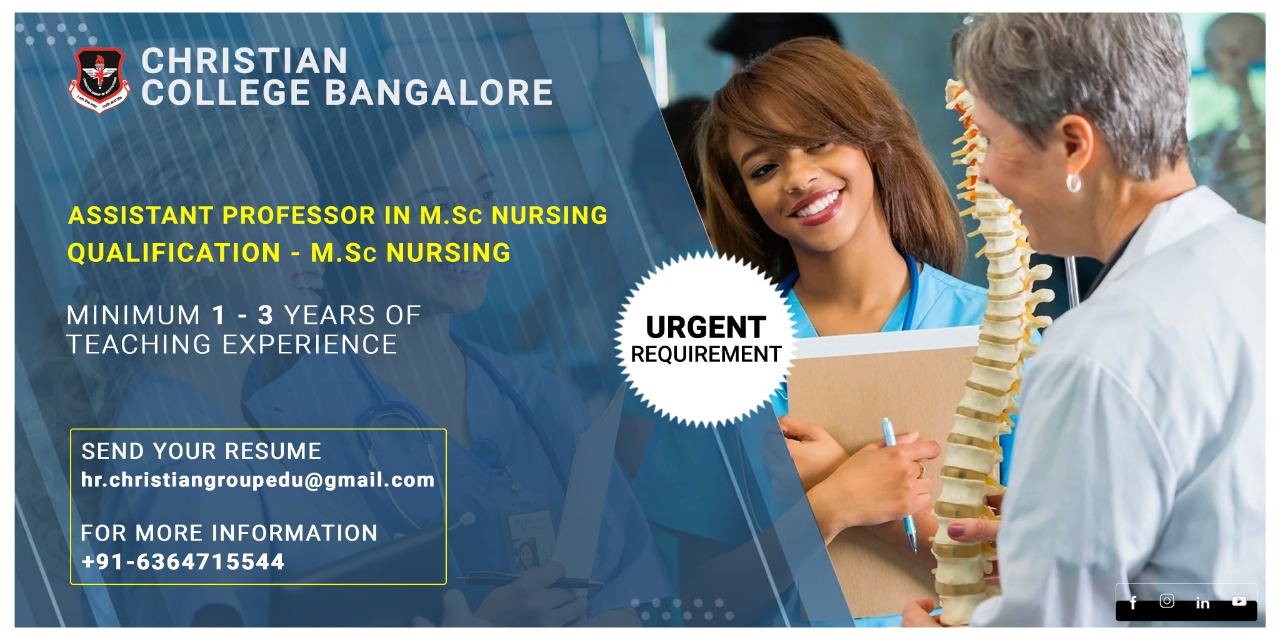 CHRISTIAN
COLLEGE BANGALORE
ASSISTANT PROFESSOR IN M.Sc NURSING
QUALIFICATION - M.Sc NURSING
MINIMUM 1 - 3 YEARS OF
TEACHING EXPERIENCE
URGENT
REQUIREMENT
SEND YOUR RESUME
hr.christiangroupedu@gmail.com
FOR MORE INFORMATION
+91-6364715544